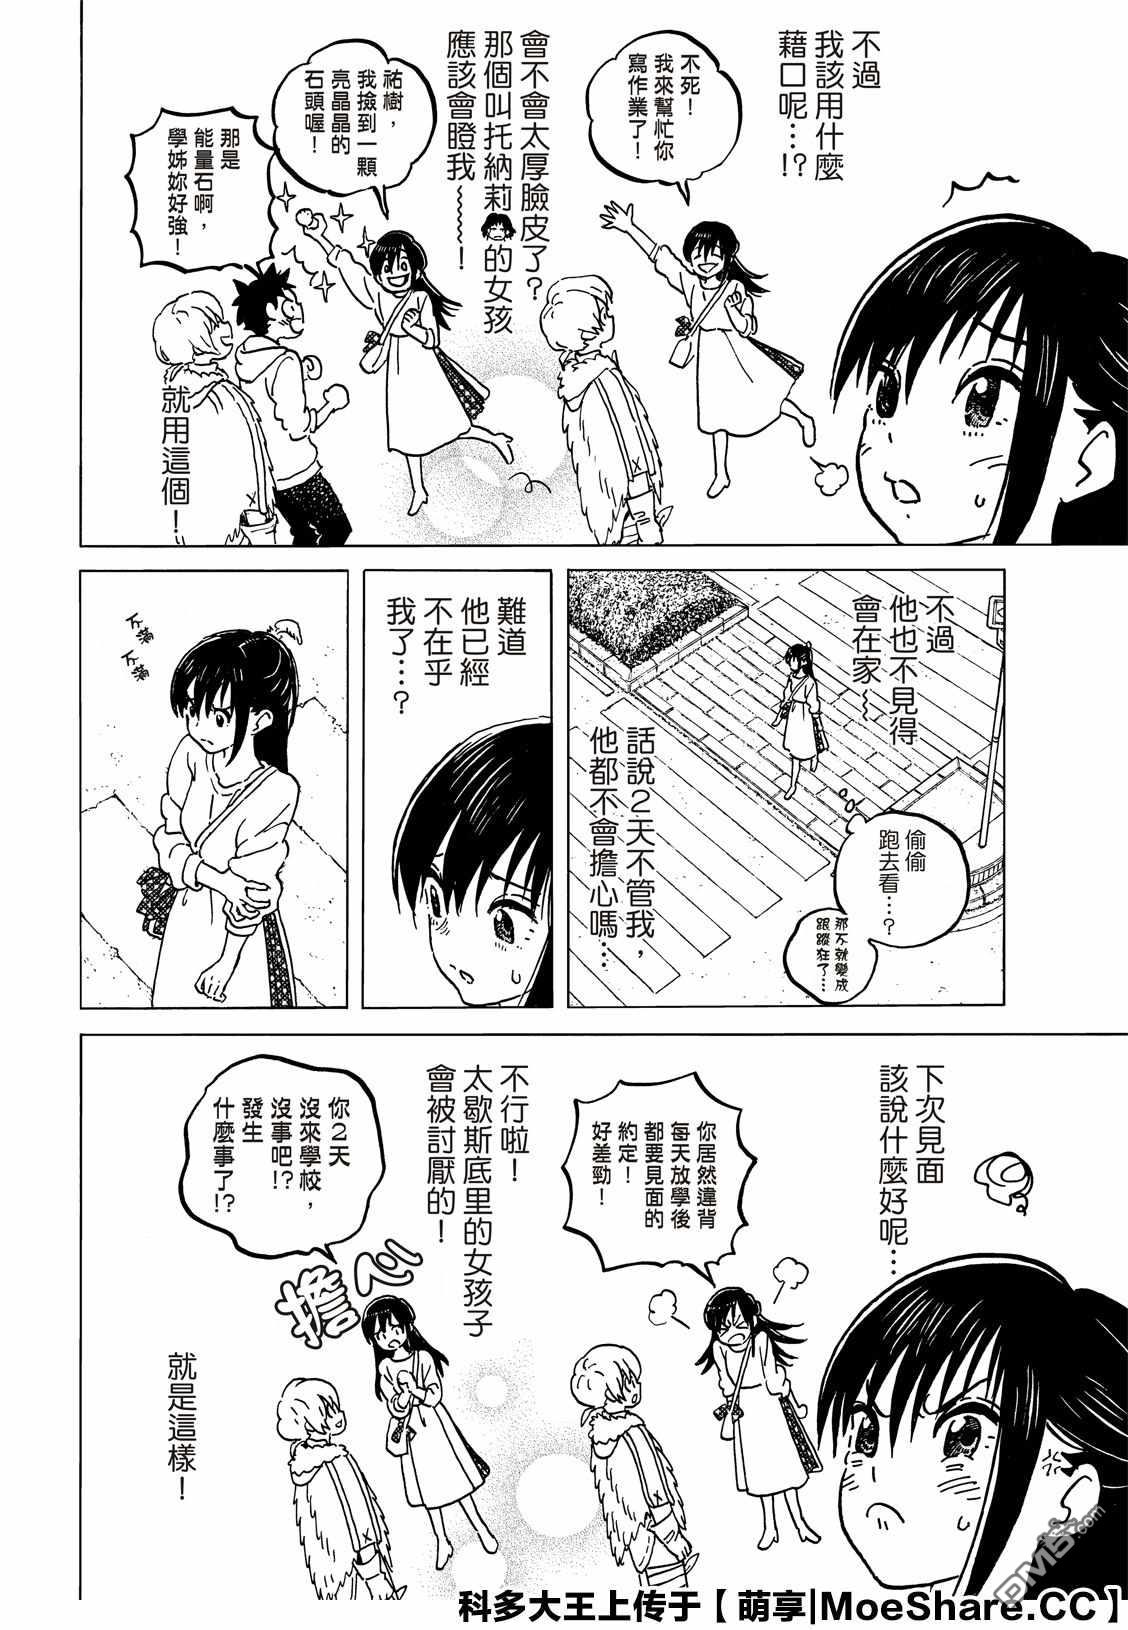 不過
我該用什麼
藉口呢…!?
不死！
我來幫忙你
寫作業了！
會不會太厚臉皮了？
那個叫托納莉的女孩
應該會瞪我～～～！
祐樹，
我撿到一顆
亮晶晶的
石頭喔！
那是
能量石啊，
學姊妳好強！
就用這個！
不過
他也不見得
會在家～
偷偷
跑去看…？
那不就變成
跟蹤狂了…
話說2天不管我，
他都不會擔心嗎…
難道
他已經
不在乎
我了…？
不滿
不滿
下次見面
該說什麼好呢…
你居然違背
每天放學後
都要見面的
約定！
好差勁！
不行啦！
太歇斯底里的女孩子
會被討厭的！
你2天
沒來學校，
沒事吧!?
發生
什麼事了!?
擔心
就是這樣！
DMBS.com
科多大王上传于【萌享|MoeShare.CC】